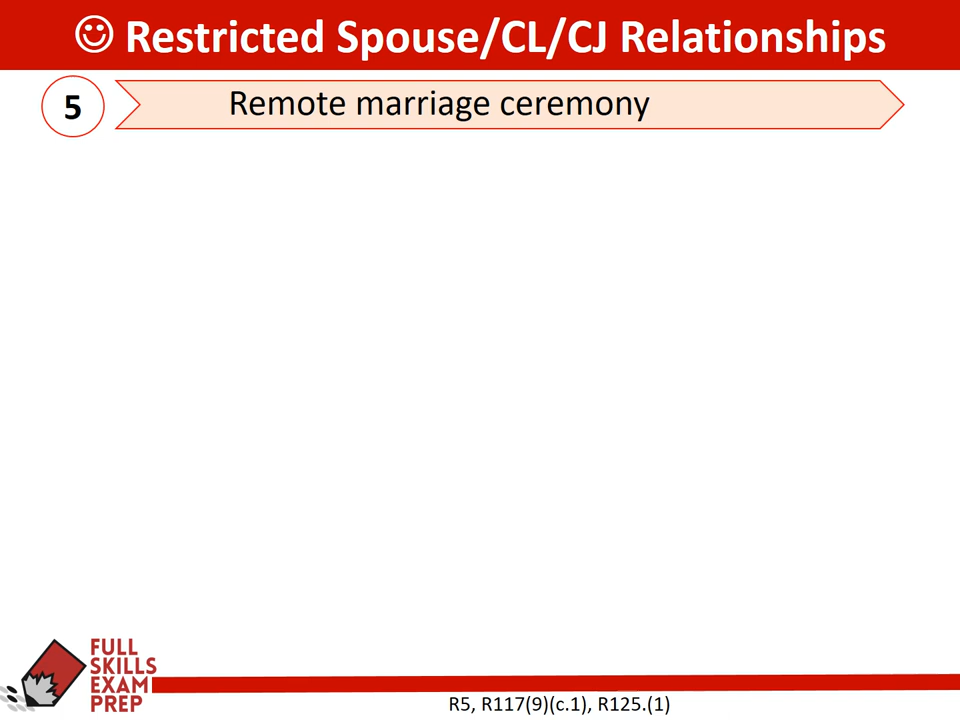 ☺ Restricted Spouse/CL/CJ Relationships
5
Remote marriage ceremony
FULL
SKILLS
EXAM
PREP
R5, R117(9)(c.1), R125.(1)